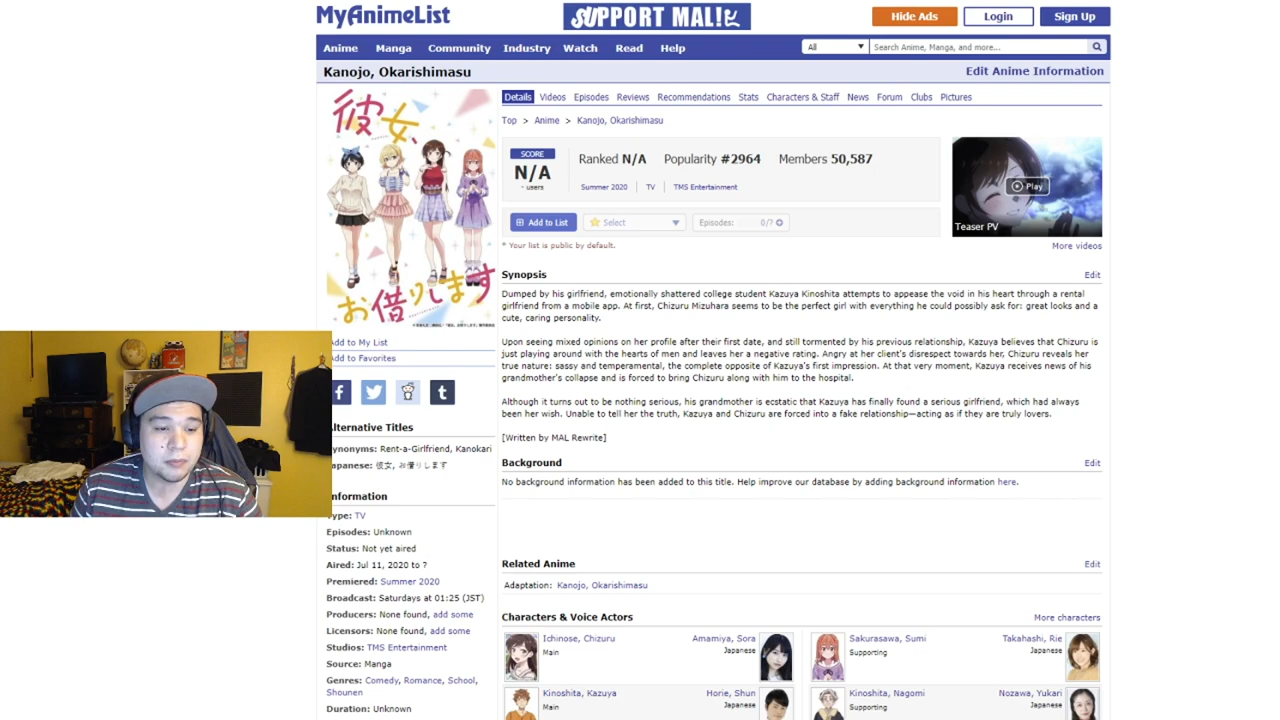 MyAnimeList
SUPPORT MAL!
Hide Ads
Login
Sign Up
Anime Manga Community Industry Watch Read Help
All
Search Anime, Manga, and more...
Kanojo, Okarishimasu
Edit Anime Information
彼女、
お借りします
Details Videos Episodes Reviews Recommendations Stats Characters & Staff News Forum Clubs Pictures
Top > Anime > Kanojo, Okarishimasu
SCORE
N/A
- users
Ranked N/A Popularity #2964 Members 50,587
Summer 2020 TV TMS Entertainment
Add to List
Select
Episodes: 0/?
* Your list is public by default.
Play
Teaser PV
More videos
Synopsis
Edit
Dumped by his girlfriend, emotionally shattered college student Kazuya Kinoshita attempts to appease the void in his heart through a rental
girlfriend from a mobile app. At first, Chizuru Mizuhara seems to be the perfect girl with everything he could possibly ask for: great looks and a
cute, caring personality.
Upon seeing mixed opinions on her profile after their first date, and still tormented by his previous relationship, Kazuya believes that Chizuru is
just playing around with the hearts of men and leaves her a negative rating. Angry at her client's disrespect towards her, Chizuru reveals her
true nature: sassy and temperamental, the complete opposite of Kazuya's first impression. At that very moment, Kazuya receives news of his
grandmother's collapse and is forced to bring Chizuru along with him to the hospital.
Although it turns out to be nothing serious, his grandmother is ecstatic that Kazuya has finally found a serious girlfriend, which had always
been her wish. Unable to tell her the truth, Kazuya and Chizuru are forced into a fake relationship—acting as if they are truly lovers.
[Written by MAL Rewrite]
Background
Edit
No background information has been added to this title. Help improve our database by adding background information here.
Related Anime
Edit
Adaptation: Kanojo, Okarishimasu
Characters & Voice Actors
More characters
Ichinose, Chizuru
Main
Amamiya, Sora
Japanese
Sakurasawa, Sumi
Supporting
Takahashi, Rie
Japanese
Kinoshita, Kazuya
Main
Horie, Shun
Japanese
Kinoshita, Nagomi
Supporting
Nozawa, Yukari
Japanese
dd to My List
dd to Favorites
f
t
lternative Titles
ynonyms: Rent-a-Girlfriend, Kanokari
apanese: 彼女、お借りします
nformation
ype: TV
Episodes: Unknown
Status: Not yet aired
Aired: Jul 11, 2020 to ?
Premiered: Summer 2020
Broadcast: Saturdays at 01:25 (JST)
Producers: None found, add some
Licensors: None found, add some
Studios: TMS Entertainment
Source: Manga
Genres: Comedy, Romance, School,
Shounen
Duration: Unknown